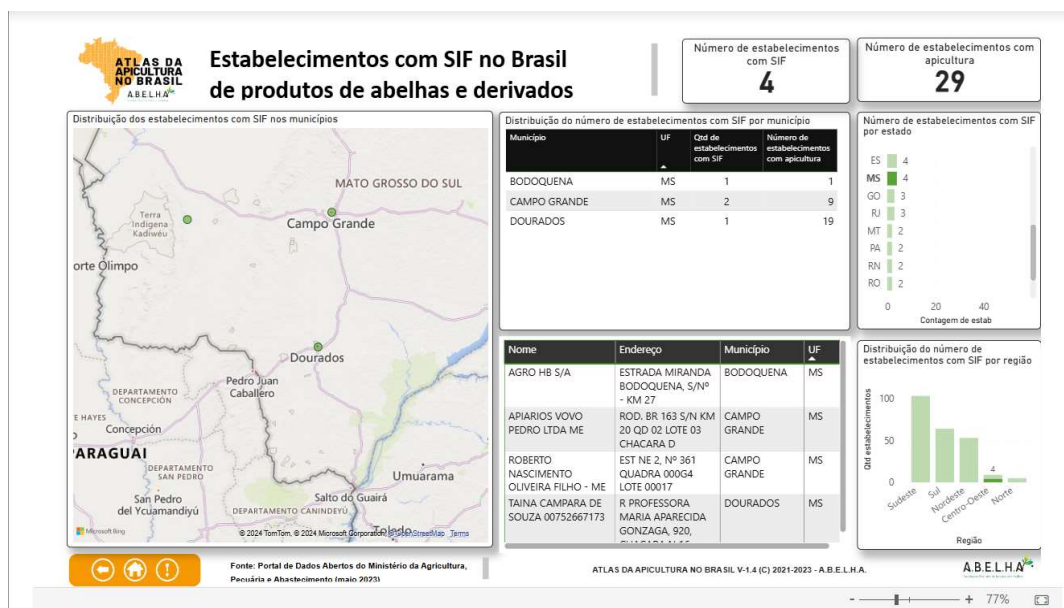 ATLAS DA
APICULTURA
NO BRASIL
A.B.E.L.H.A
Estabelecimentos com SIF no Brasil
de produtos de abelhas e derivados
Número de estabelecimentos
com SIF
4
Número de estabelecimentos com
apicultura
29
Distribuição dos estabelecimentos com SIF nos municípios
MATO GROSSO DO SUL
Terra
Indígena
Kadiwéu
Campo Grande
orte Olimpo
Dourados
Pedro Juan
Caballero
DEPARTAMENTO
CONCEPCIÓN
E HAYES
Concepción
PARAGUAI
DEPARTAMENTO
SAN PEDRO
Umuarama
San Pedro
del Ycuamandiyú
Salto do Guairá
DEPARTAMENTO CANINDEYÚ
Toledo
Microsoft Bing
© 2024 TomTom, © 2024 Microsoft Corporation, © OpenStreetMap Terms
Distribuição do número de estabelecimentos com SIF por município
Município UF Qtd de estabelecimentos com SIF Número de estabelecimentos com apicultura
BODOQUENA MS 1 1
CAMPO GRANDE MS 2 9
DOURADOS MS 1 19
Número de estabelecimentos com SIF
por estado
ES 4
MS 4
GO 3
RJ 3
MT 2
PA 2
RN 2
RO 2
0 20 40
Contagem de estab
Nome Endereço Município UF
AGRO HB S/A ESTRADA MIRANDA BODOQUENA MS
BODOQUENA, S/Nº
- KM 27
APIARIOS VOVO ROD. BR 163 S/N KM CAMPO MS
PEDRO LTDA ME 20 QD 02 LOTE 03 GRANDE
CHACARA D
ROBERTO EST NE 2, Nº 361 CAMPO MS
NASCIMENTO QUADRA 000G4 GRANDE
OLIVEIRA FILHO - ME LOTE 00017
TAINA CAMPARA DE R PROFESSORA DOURADOS MS
SOUZA 00752667173 MARIA APARECIDA
GONZAGA, 920,
Distribuição do número de
estabelecimentos com SIF por região
Qtd estabelecimentos
100
50
0
4
Sudeste
Sul
Nordeste
Centro-Oeste
Norte
Região
Fonte: Portal de Dados Abertos do Ministério da Agricultura,
Pecuária e Abastecimento (maio 2023)
ATLAS DA APICULTURA NO BRASIL V-1.4 (C) 2021-2023 - A.B.E.L.H.A.
A.B.E.L.H.A
- + 77%